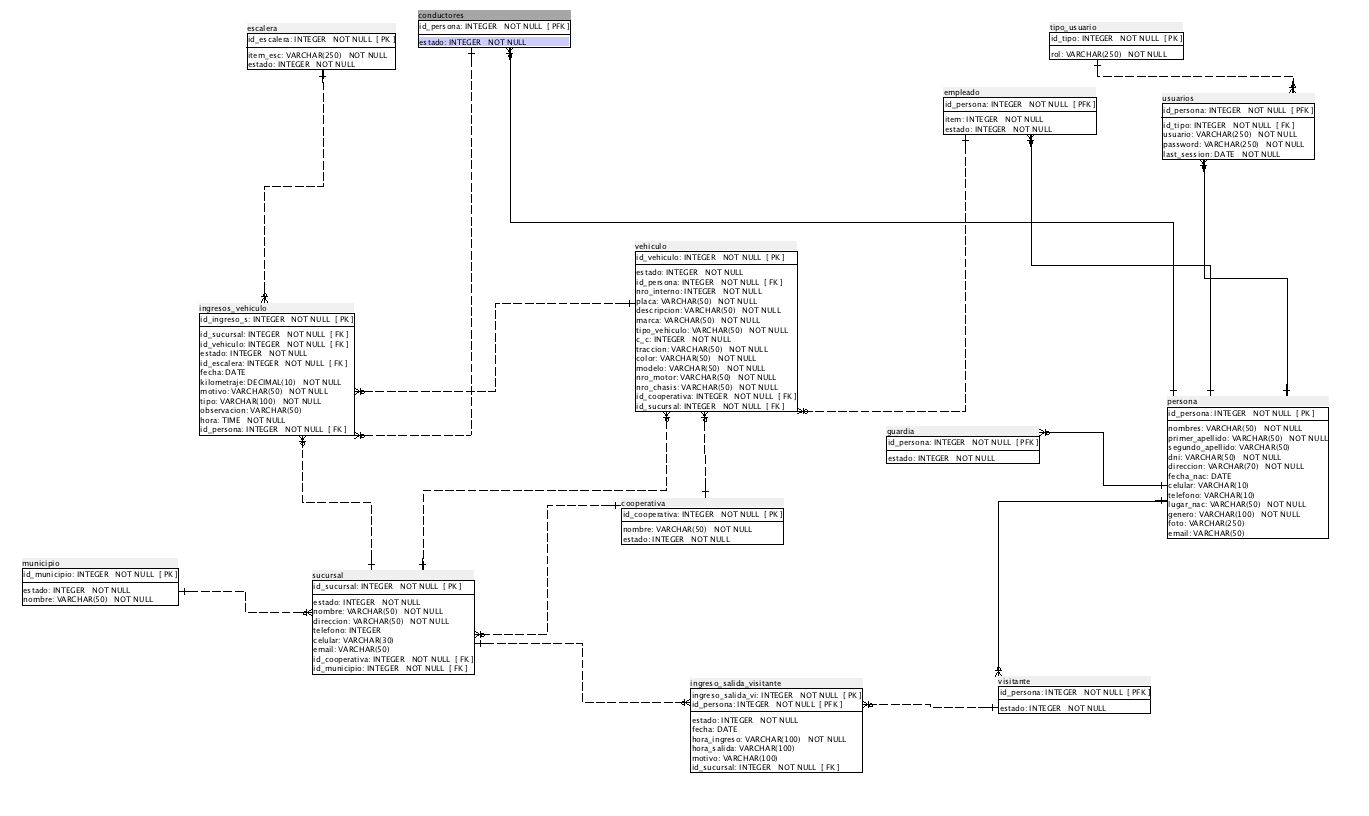 escalera
id_escalera: INTEGER NOT NULL [ PK ]
item_esc: VARCHAR(250) NOT NULL
estado: INTEGER NOT NULL
conductores
id_persona: INTEGER NOT NULL [ PFK ]
estado: INTEGER NOT NULL
tipo_usuario
id_tipo: INTEGER NOT NULL [ PK ]
rol: VARCHAR(250) NOT NULL
empleado
id_persona: INTEGER NOT NULL [ PFK ]
item: INTEGER NOT NULL
estado: INTEGER NOT NULL
usuarios
id_persona: INTEGER NOT NULL [ PFK ]
id_tipo: INTEGER NOT NULL [ FK ]
usuario: VARCHAR(250) NOT NULL
password: VARCHAR(250) NOT NULL
last_session: DATE NOT NULL
vehiculo
id_vehiculo: INTEGER NOT NULL [ PK ]
estado: INTEGER NOT NULL
id_persona: INTEGER NOT NULL [ FK ]
nro_interno: INTEGER NOT NULL
placa: VARCHAR(50) NOT NULL
descripcion: VARCHAR(50) NOT NULL
marca: VARCHAR(50) NOT NULL
tipo_vehiculo: VARCHAR(50) NOT NULL
c_c: INTEGER NOT NULL
traccion: VARCHAR(50) NOT NULL
color: VARCHAR(50) NOT NULL
modelo: VARCHAR(50) NOT NULL
nro_motor: VARCHAR(50) NOT NULL
nro_chasis: VARCHAR(50) NOT NULL
id_cooperativa: INTEGER NOT NULL [ FK ]
id_sucursal: INTEGER NOT NULL [ FK ]
ingresos_vehiculo
id_ingreso_s: INTEGER NOT NULL [ PK ]
id_sucursal: INTEGER NOT NULL [ FK ]
id_vehiculo: INTEGER NOT NULL [ FK ]
estado: INTEGER NOT NULL
id_escalera: INTEGER NOT NULL [ FK ]
fecha: DATE
kilometraje: DECIMAL(10) NOT NULL
motivo: VARCHAR(50) NOT NULL
tipo: VARCHAR(100) NOT NULL
observacion: VARCHAR(50)
hora: TIME NOT NULL
id_persona: INTEGER NOT NULL [ FK ]
persona
id_persona: INTEGER NOT NULL [ PK ]
nombres: VARCHAR(50) NOT NULL
primer_apellido: VARCHAR(50) NOT NULL
segundo_apellido: VARCHAR(50)
dni: VARCHAR(50) NOT NULL
direccion: VARCHAR(70) NOT NULL
fecha_nac: DATE
celular: VARCHAR(10)
telefono: VARCHAR(10)
lugar_nac: VARCHAR(50) NOT NULL
genero: VARCHAR(100) NOT NULL
foto: VARCHAR(250)
email: VARCHAR(50)
guardia
id_persona: INTEGER NOT NULL [PFK ]
estado: INTEGER NOT NULL
cooperativa
id_cooperativa: INTEGER NOT NULL [ PK ]
nombre: VARCHAR(50) NOT NULL
estado: INTEGER NOT NULL
municipio
id_municipio: INTEGER NOT NULL [ PK ]
estado: INTEGER NOT NULL
nombre: VARCHAR(50) NOT NULL
sucursal
id_sucursal: INTEGER NOT NULL [ PK ]
estado: INTEGER NOT NULL
nombre: VARCHAR(50) NOT NULL
direccion: VARCHAR(50) NOT NULL
telefono: INTEGER
celular: VARCHAR(30)
email: VARCHAR(50)
id_cooperativa: INTEGER NOT NULL [ FK ]
id_municipio: INTEGER NOT NULL [ FK ]
ingreso_salida_visitante
ingreso_salida_vi: INTEGER NOT NULL [ PK ]
id_persona: INTEGER NOT NULL [ PFK ]
estado: INTEGER NOT NULL
fecha: DATE
hora_ingreso: VARCHAR(100) NOT NULL
hora_salida: VARCHAR(100)
motivo: VARCHAR(100)
id_sucursal: INTEGER NOT NULL [ FK ]
visitante
id_persona: INTEGER NOT NULL [ PFK ]
estado: INTEGER NOT NULL